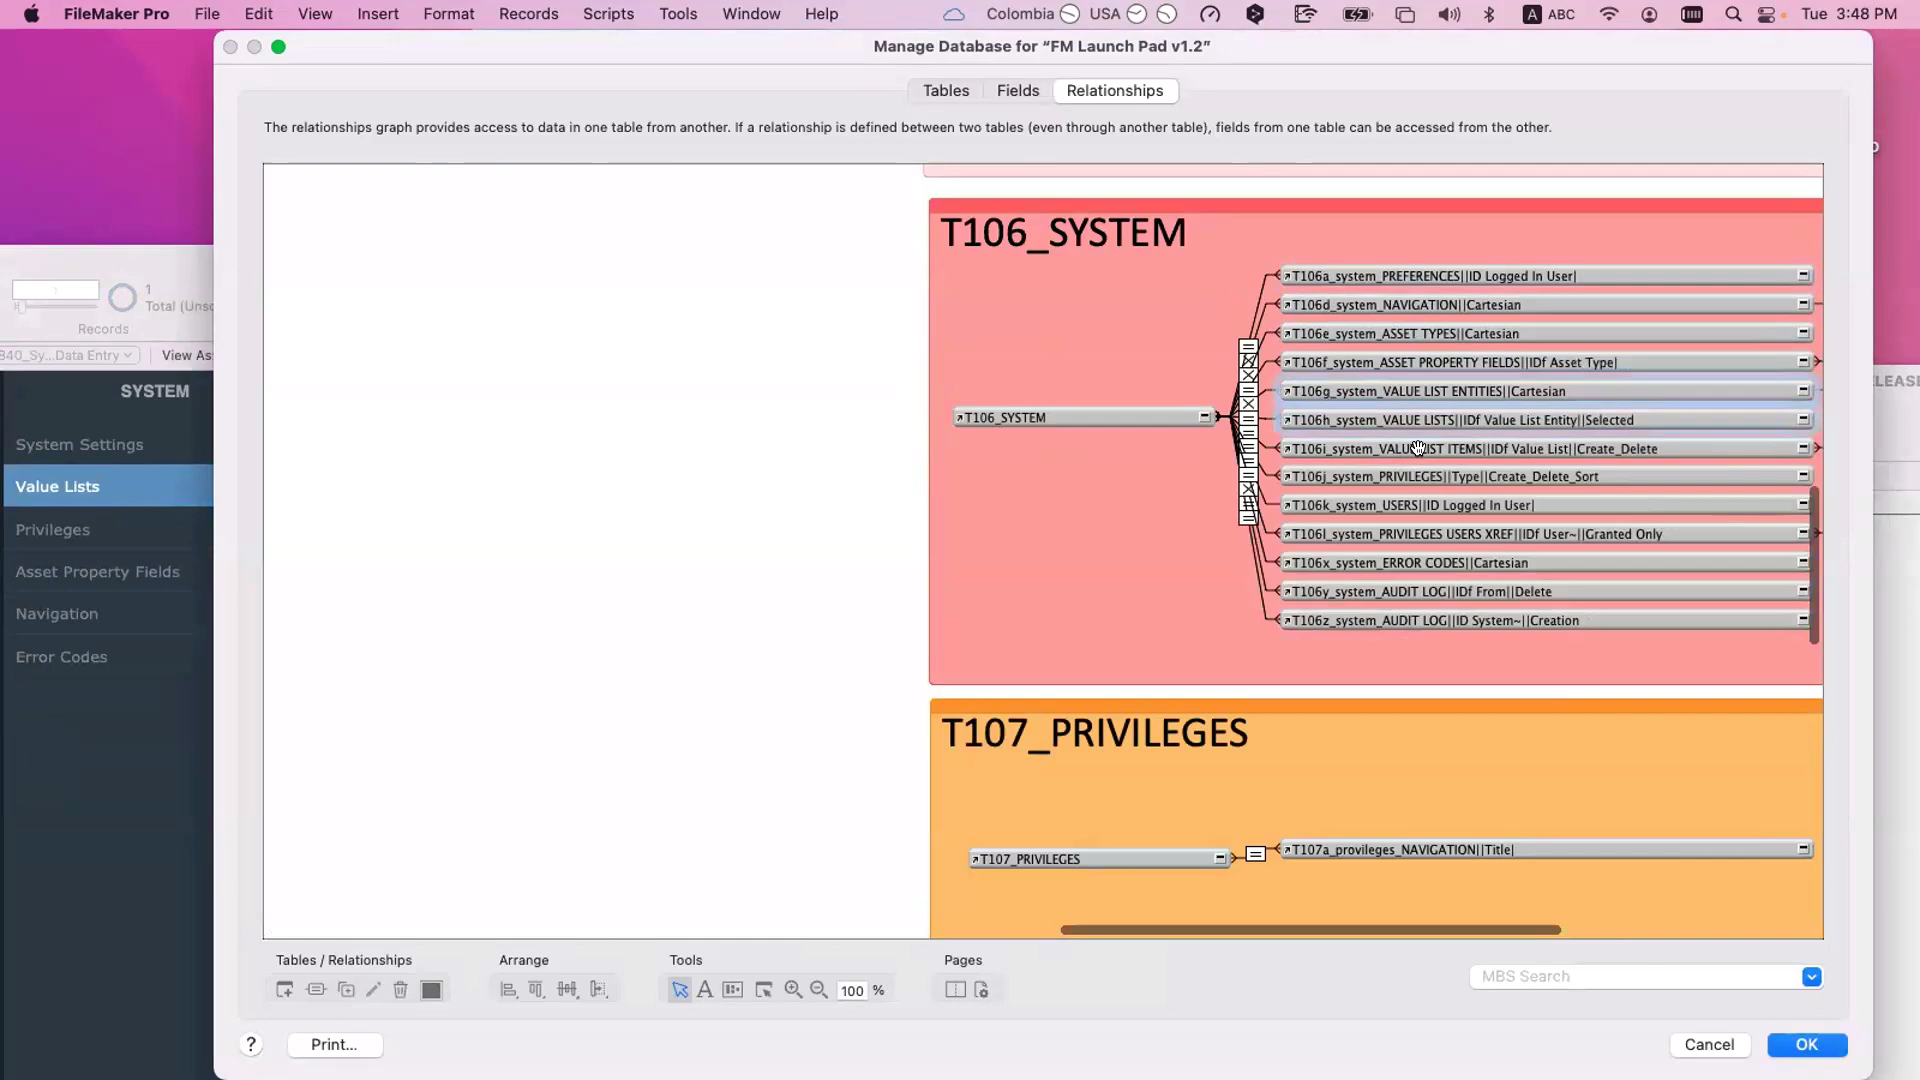 FileMaker Pro File Edit View Insert Format Records Scripts Tools Window Help Colombia USA A ABC Tue 3:48 PM
Manage Database for “FM Launch Pad v1.2”
Tables Fields Relationships
The relationships graph provides access to data in one table from another. If a relationship is defined between two tables (even through another table), fields from one table can be accessed from the other.
1
Total (Unso
Records
View As
SYSTEM
System Settings
Value Lists
Privileges
Asset Property Fields
Navigation
Error Codes
T106_SYSTEM
T106_SYSTEM
T106a_system_PREFERENCES||ID Logged In User|
T106d_system_NAVIGATION||Cartesian
T106e_system_ASSET TYPES||Cartesian
T106f_system_ASSET PROPERTY FIELDS||IDf Asset Type|
T106g_system_VALUE LIST ENTITIES||Cartesian
T106h_system_VALUE LISTS||IDf Value List Entity||Selected
T106i_system_VALUE LIST ITEMS||IDf Value List||Create_Delete
T106j_system_PRIVILEGES||Type||Create_Delete_Sort
T106k_system_USERS||ID Logged In User|
T106l_system_PRIVILEGES USERS XREF||IDf User~||Granted Only
T106x_system_ERROR CODES||Cartesian
T106y_system_AUDIT LOG||IDf From||Delete
T106z_system_AUDIT LOG||ID System~||Creation
T107_PRIVILEGES
T107_PRIVILEGES
T107a_provileges_NAVIGATION||Title|
Tables / Relationships Arrange Tools Pages
A 100 %
MBS Search
? Print... Cancel OK